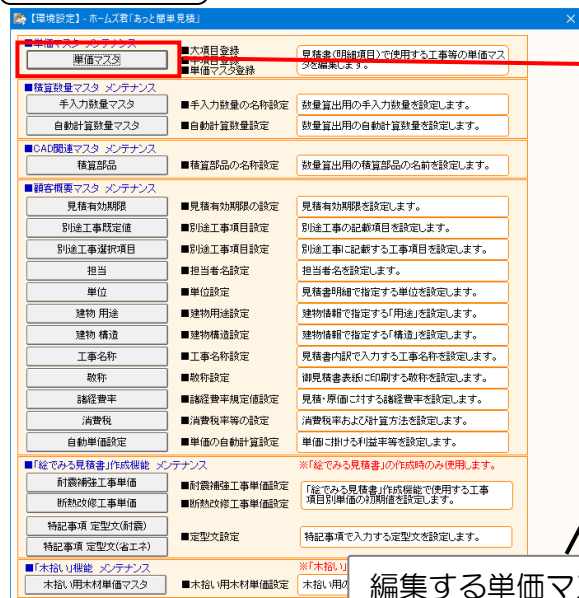 【環境設定】 - ホームズ君「あっと簡単見積」
■単価マスタ メンテナンス
単価マスタ
■大項目登録
■中項目登録
■単価マスタ登録
見積書(明細項目)で使用する工事等の単価マスタを編集します。
■積算数量マスタ メンテナンス
手入力数量マスタ ■手入力数量の名称設定 数量算出用の手入力数量を設定します。
自動計算数量マスタ ■自動計算数量設定 数量算出用の自動計算数量を設定します。
■CAD関連マスタ メンテナンス
積算部品 ■積算部品の名称設定 数量算出用の積算部品の名前を設定します。
■顧客概要マスタ メンテナンス
見積有効期限 ■見積有効期限の設定 見積有効期限を設定します。
別途工事既定値 ■別途工事項目設定 別途工事の記載項目を設定します。
別途工事選択項目 ■別途工事項目設定 別途工事に記載する工事項目を設定します。
担当 ■担当者名設定 担当者名を設定します。
単位 ■単位設定 見積書明細で指定する単位を設定します。
建物 用途 ■建物用途設定 建物情報で指定する「用途」を設定します。
建物 構造 ■建物構造設定 建物情報で指定する「構造」を設定します。
工事名称 ■工事名称設定 見積書内訳で入力する工事名称を設定します。
敬称 ■敬称設定 御見積書表紙に印刷する敬称を設定します。
諸経費率 ■諸経費率規定値設定 見積・原価に対する諸経費率を設定します。
消費税 ■消費税率等の設定 消費税率および計算方法を設定します。
自動単価設定 ■単価の自動計算設定 単価に掛ける利益率等を設定します。
■「絵でみる見積書」作成機能 メンテナンス ※「絵でみる見積書」の作成時のみ使用します。
耐震補強工事単価 ■耐震補強工事単価設定
断熱改修工事単価 ■断熱改修工事単価設定
「絵でみる見積書」作成機能で使用する工事
項目別単価の初期値を設定します。
特記事項 定型文(耐震)
特記事項 定型文(省エネ)
■定型文設定 特記事項で入力する定型文を設定します。
■「木拾い」機能 メンテナンス ※「木拾い」
木拾い用木材単価マスタ ■木拾い用木材単価設定 木拾い用の
編集する単価マス